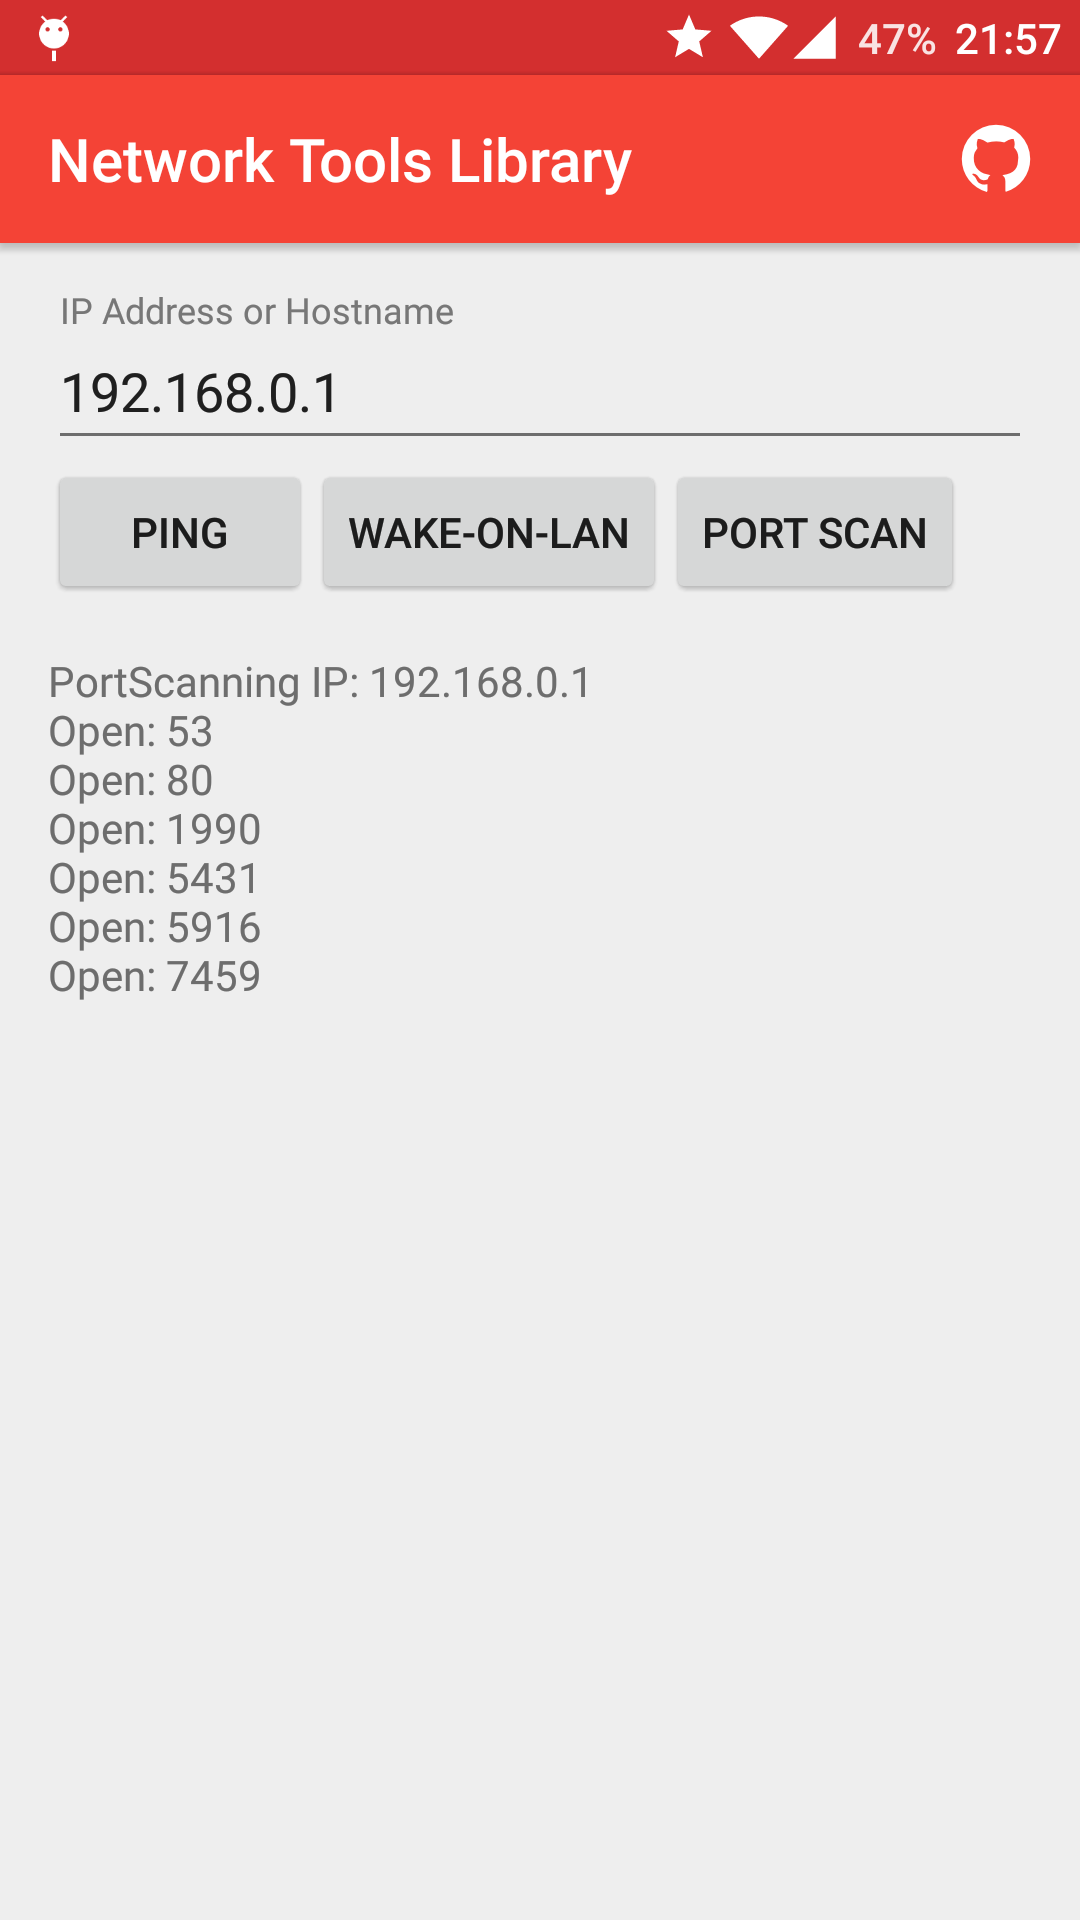 47% 21:57
Network Tools Library
IP Address or Hostname
192.168.0.1
PING WAKE-ON-LAN PORT SCAN
PortScanning IP: 192.168.0.1
Open: 53
Open: 80
Open: 1990
Open: 5431
Open: 5916
Open: 7459